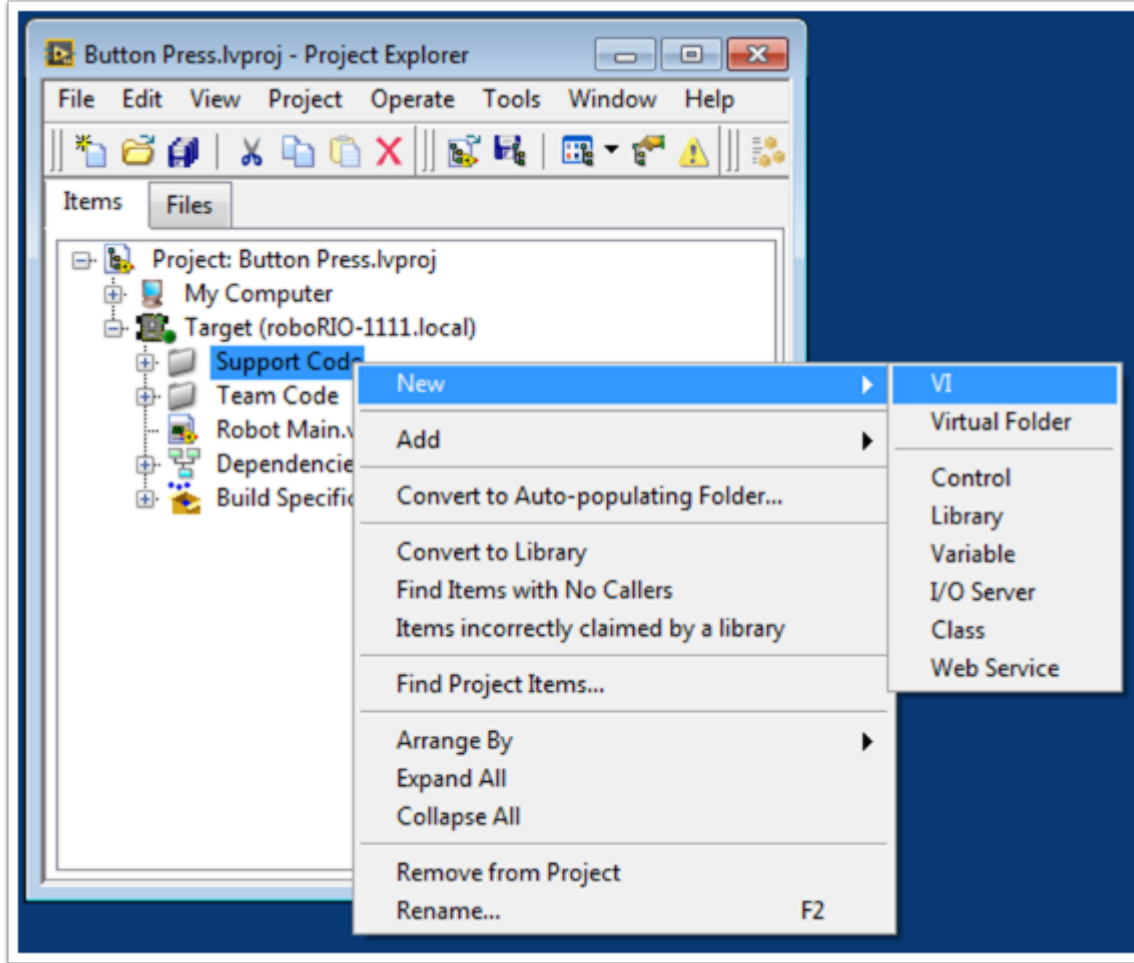 Button Press.lvproj - Project Explorer
File Edit View Project Operate Tools Window Help
Items Files
Project: Button Press.lvproj
My Computer
Target (roboRIO-1111.local)
Support Code
Team Code
Robot Main.v
Dependencie
Build Specific
New
Add
Convert to Auto-populating Folder...
Convert to Library
Find Items with No Callers
Items incorrectly claimed by a library
Find Project Items...
Arrange By
Expand All
Collapse All
Remove from Project
Rename... F2
VI
Virtual Folder
Control
Library
Variable
I/O Server
Class
Web Service